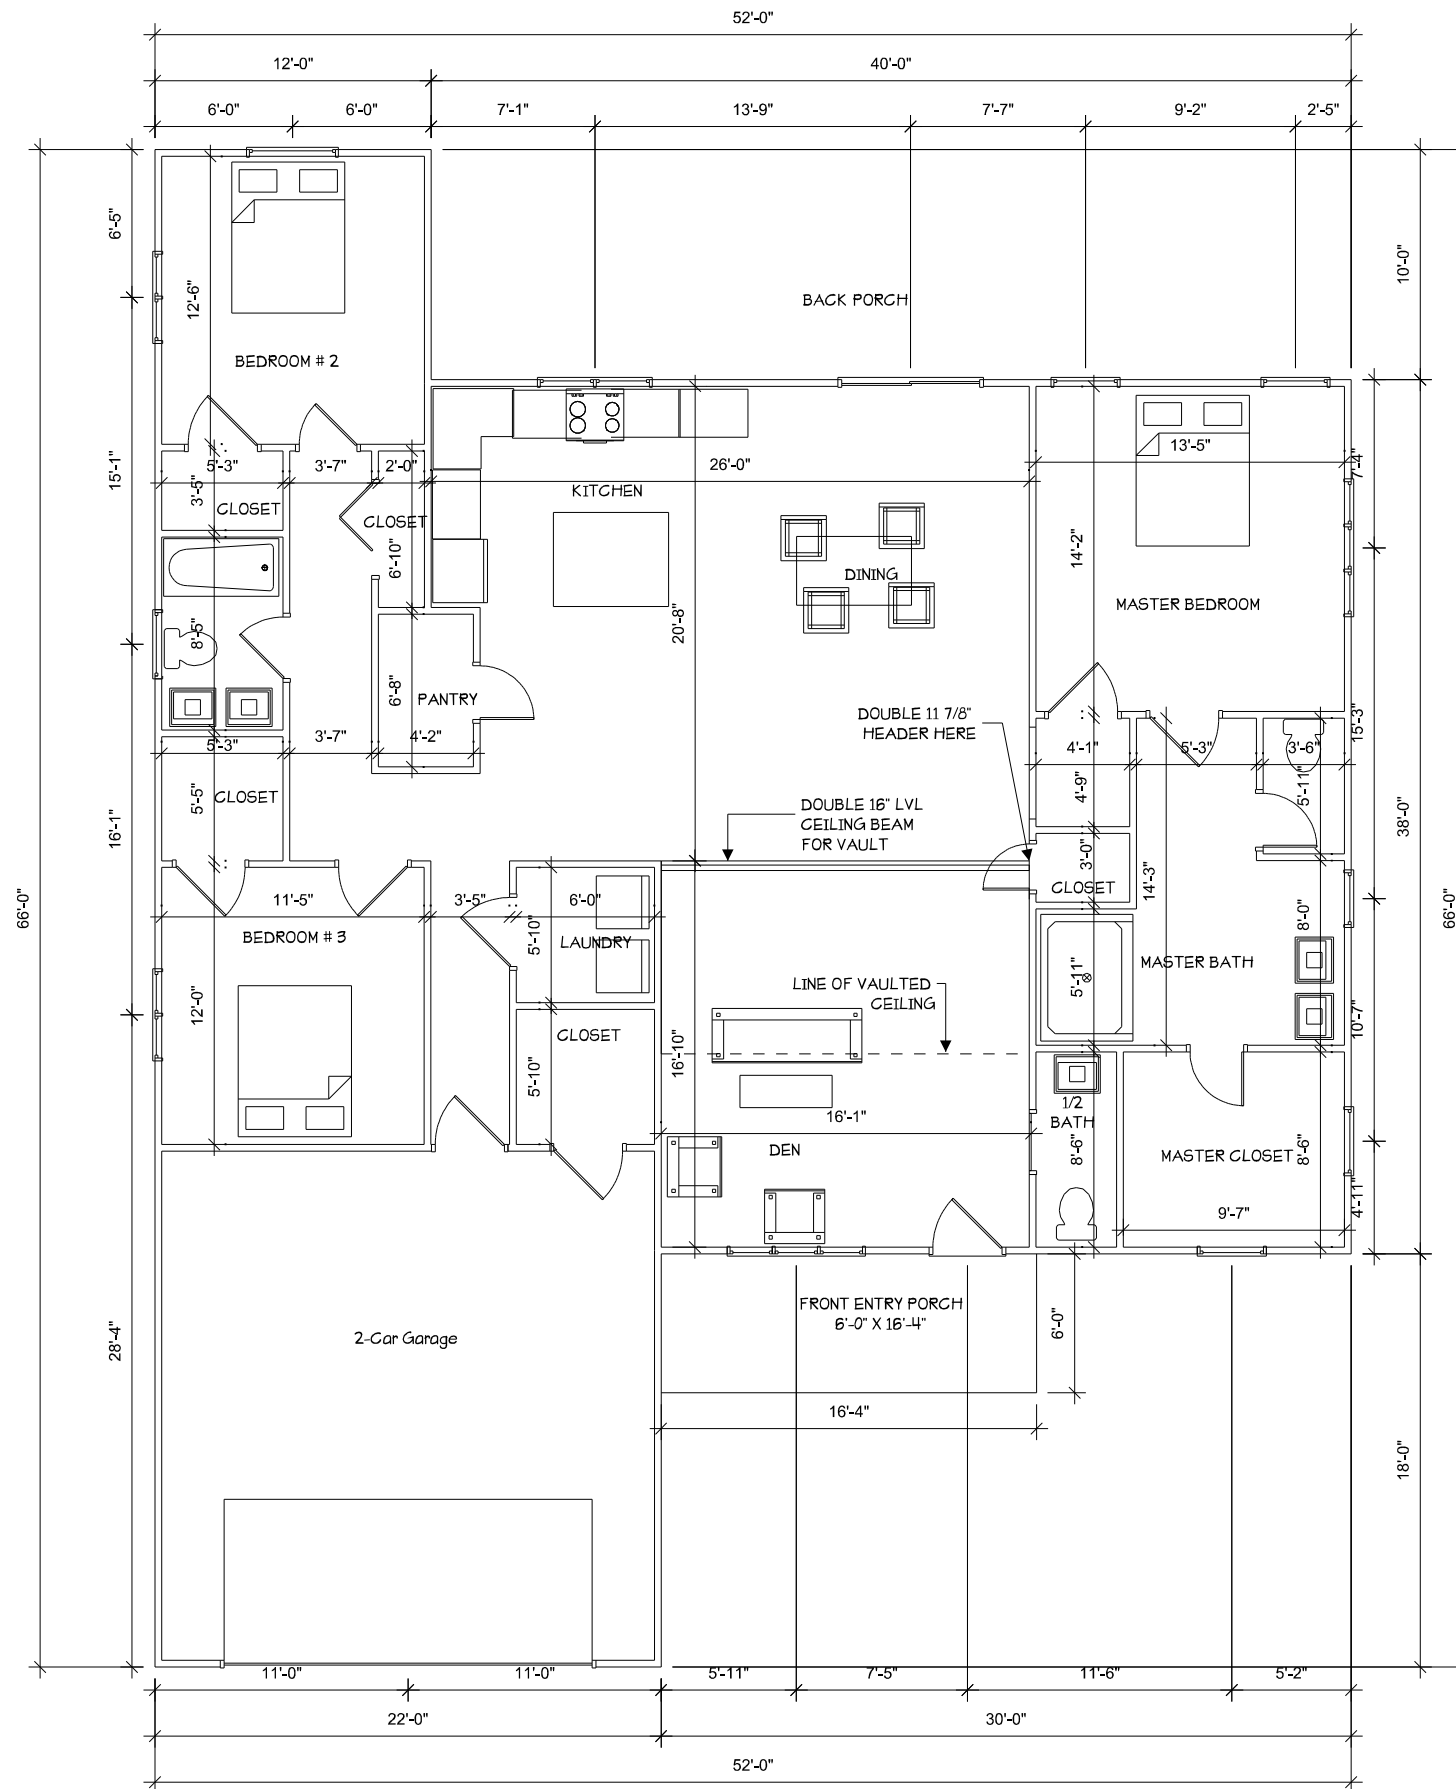 52'-0"
12'-0"
40'-0"
6'-0"
6'-0"
7'-1"
13'-9"
7'-7"
9'-2"
2'-5"
6'-5"
10'-0"
12'-6"
BACK PORCH
BEDROOM # 2
13'-5"
7'-4"
5'-3"
3'-7"
2'-0"
26'-0"
15'-1"
3'-5"
CLOSET
CLOSET
KITCHEN
6'-10"
14'-2"
DINING
MASTER BEDROOM
8'-5"
20'-8"
6'-8"
PANTRY
DOUBLE 11 7/8"
HEADER HERE
15'-3"
5'-3"
3'-7"
4'-2"
4'-1"
5'-3"
3'-6"
5'-5"
CLOSET
4'-9"
5'-11"
16'-1"
DOUBLE 16" LVL
CEILING BEAM
FOR VAULT
38'-0"
3'-0"
CLOSET
14'-3"
66'-0"
11'-5"
3'-5"
6'-0"
8'-0"
66'-0"
BEDROOM # 3
5'-10"
LAUNDRY
MASTER BATH
LINE OF VAULTED
CEILING
5'-11"
12'-0"
CLOSET
10'-7"
5'-10"
16'-10"
16'-1"
1/2
BATH
8'-6"
DEN
MASTER CLOSET
8'-6"
4'-11"
9'-7"
FRONT ENTRY PORCH
6'-0" X 16'-4"
6'-0"
2-Car Garage
28'-4"
16'-4"
18'-0"
11'-0"
11'-0"
5'-11"
7'-5"
11'-6"
5'-2"
22'-0"
30'-0"
52'-0"